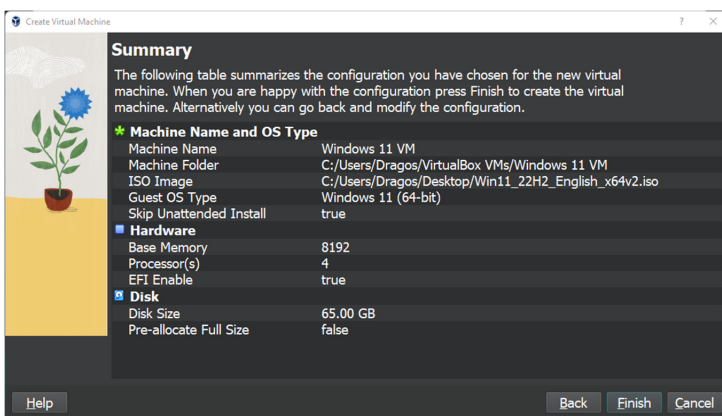 Create Virtual Machine
Summary
The following table summarizes the configuration you have chosen for the new virtual
machine. When you are happy with the configuration press Finish to create the virtual
machine. Alternatively you can go back and modify the configuration.
Machine Name and OS Type
Machine Name Windows 11 VM
Machine Folder C:/Users/Dragos/VirtualBox VMs/Windows 11 VM
ISO Image C:/Users/Dragos/Desktop/Win11_22H2_English_x64v2.iso
Guest OS Type Windows 11 (64-bit)
Skip Unattended Install true
Hardware
Base Memory 8192
Processor(s) 4
EFI Enable true
Disk
Disk Size 65.00 GB
Pre-allocate Full Size false
Help Back Finish Cancel